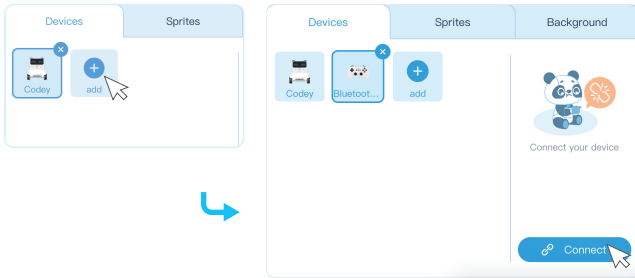 Devices
Sprites
Codey
add
Devices
Sprites
Background
Codey
Bluetoot...
add
Connect your device
Connect